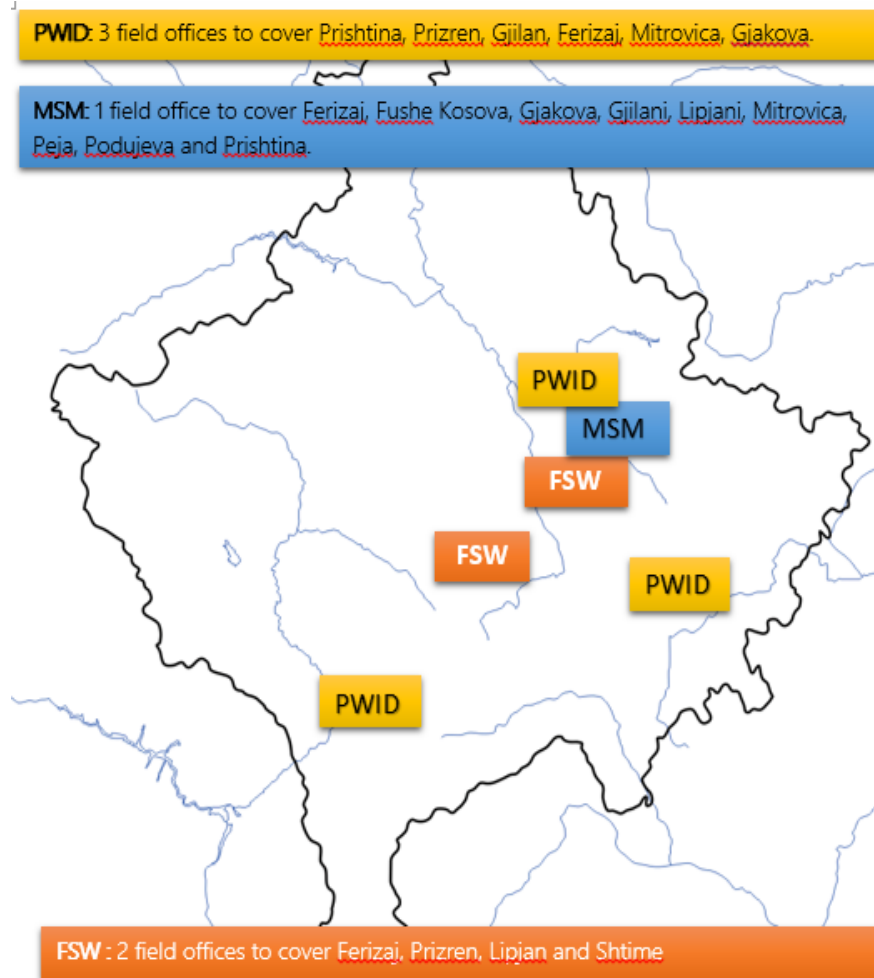 PWID: 3 field offices to cover Prishtina, Prizren, Gjilan, Ferizaj, Mitrovica, Gjakova.
MSM: 1 field office to cover Ferizaj, Fushe Kosova, Gjakova, Gjilani, Lipjani, Mitrovica,
Peja, Podujeva and Prishtina.
PWID
MSM
FSW
FSW
PWID
PWID
FSW : 2 field offices to cover Ferizaj, Prizren, Lipjan and Shtime